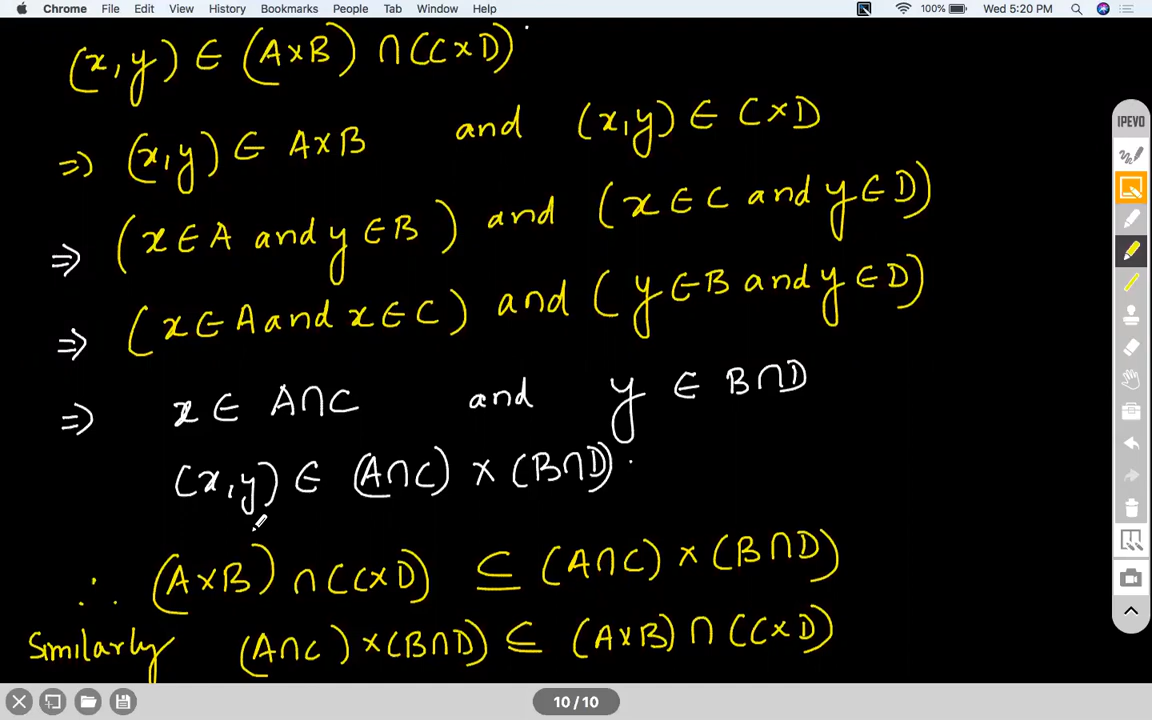 Chrome File Edit View History Bookmarks People Tab Window Help 100% Wed 5:20 PM
(x,y) ∈ (A×B) ∩ (C×D)
⇒ (x,y) ∈ A×B and (x,y) ∈ C×D
IPEVO
⇒ (x∈A and y∈B) and (x∈C and y∈D)
⇒ (x∈A and x∈C) and (y∈B and y∈D)
⇒ x∈ A∩C and y ∈ B∩D
(x,y) ∈ (A∩C) × (B∩D).
∴ (A×B) ∩ (C×D) ⊆ (A∩C) × (B∩D)
Similarly (A∩C) × (B∩D) ⊆ (A×B) ∩ (C×D)
10/10